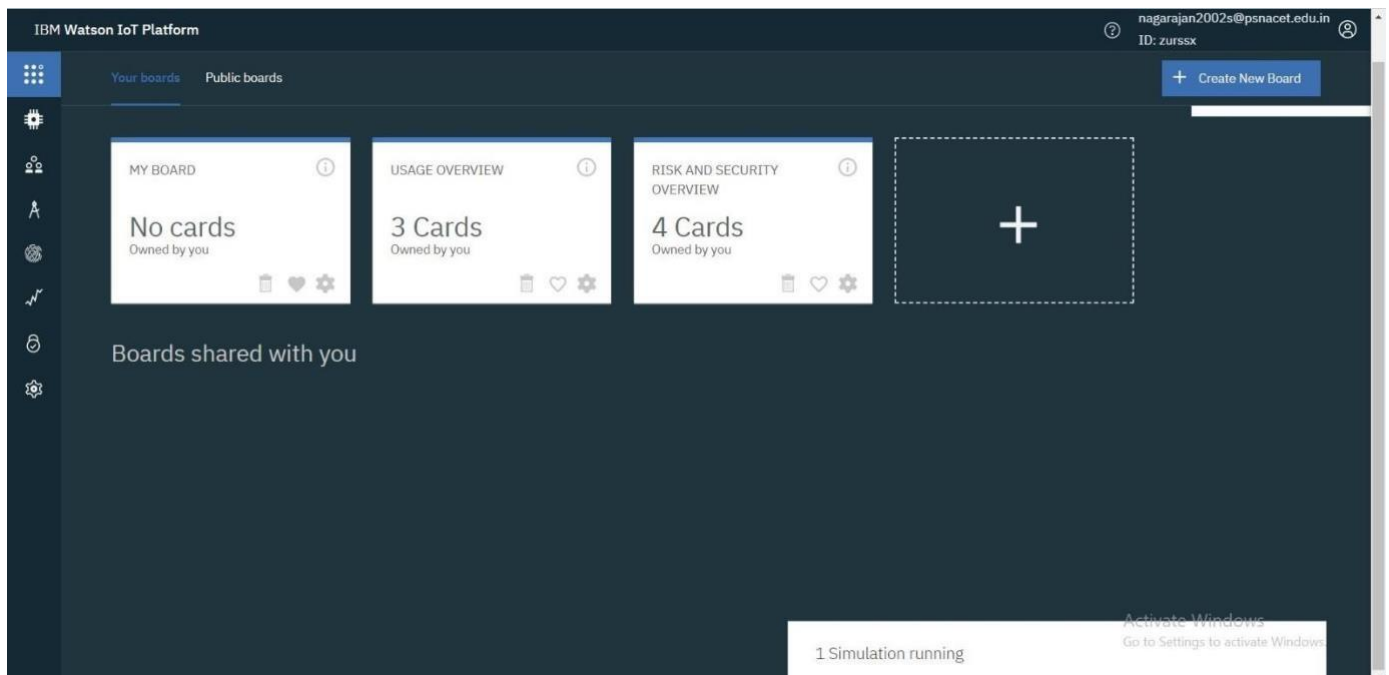 IBM Watson IoT Platform
nagarajan2002s@psnacet.edu.in
ID: zurssx
Your boards
Public boards
+ Create New Board
MY BOARD
No cards
Owned by you
USAGE OVERVIEW
3 Cards
Owned by you
RISK AND SECURITY
OVERVIEW
4 Cards
Owned by you
Boards shared with you
1 Simulation running
Activate Windows
Go to Settings to activate Windows.